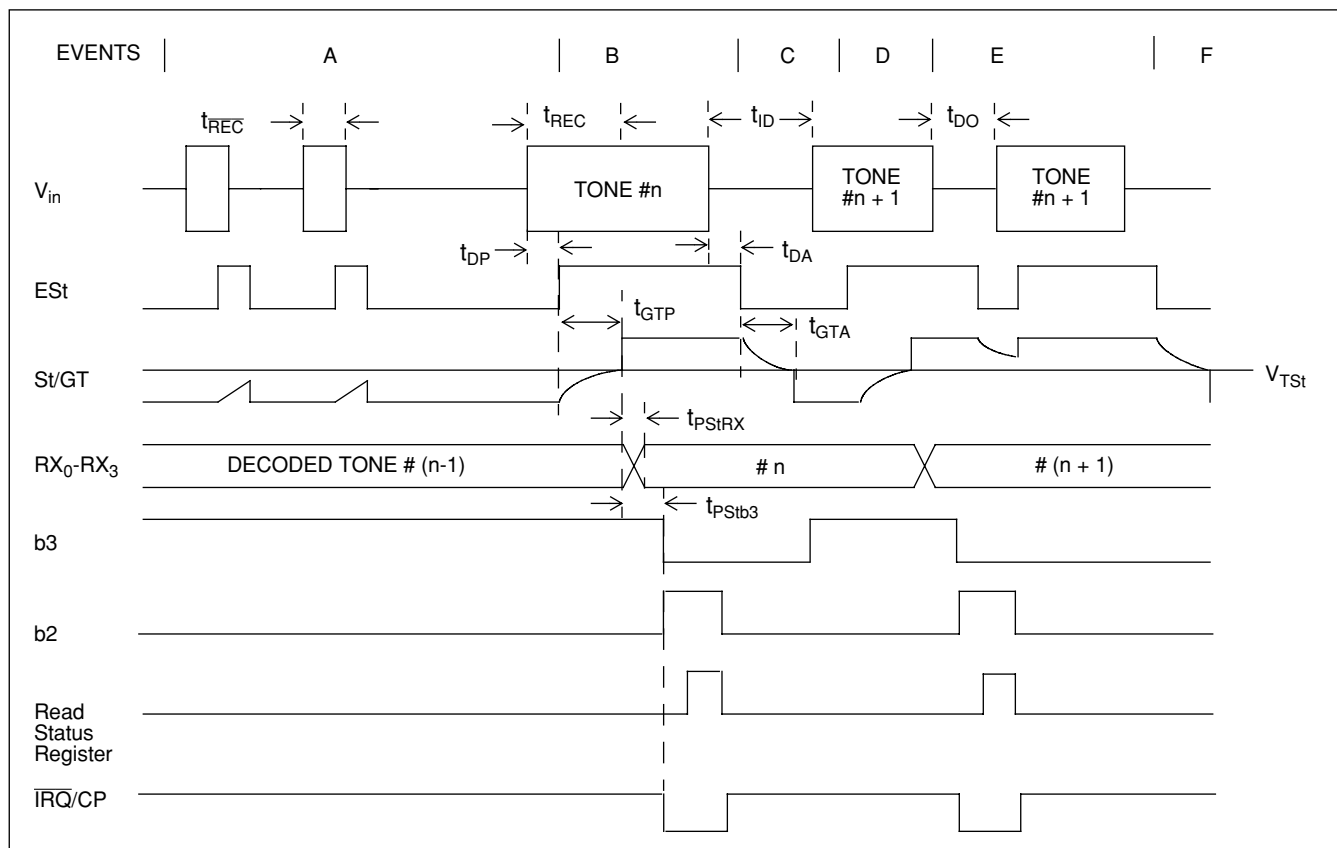 EVENTS A B C D E F
tREC tREC tID tDO
Vin TONE #n TONE #n + 1 TONE #n + 1
tDP tDA
ESt
tGTP tGTA
St/GT VTSt
tPStRX
RX0-RX3 DECODED TONE # (n-1) # n # (n + 1)
tPStb3
b3
b2
Read
Status
Register
IRQ/CP